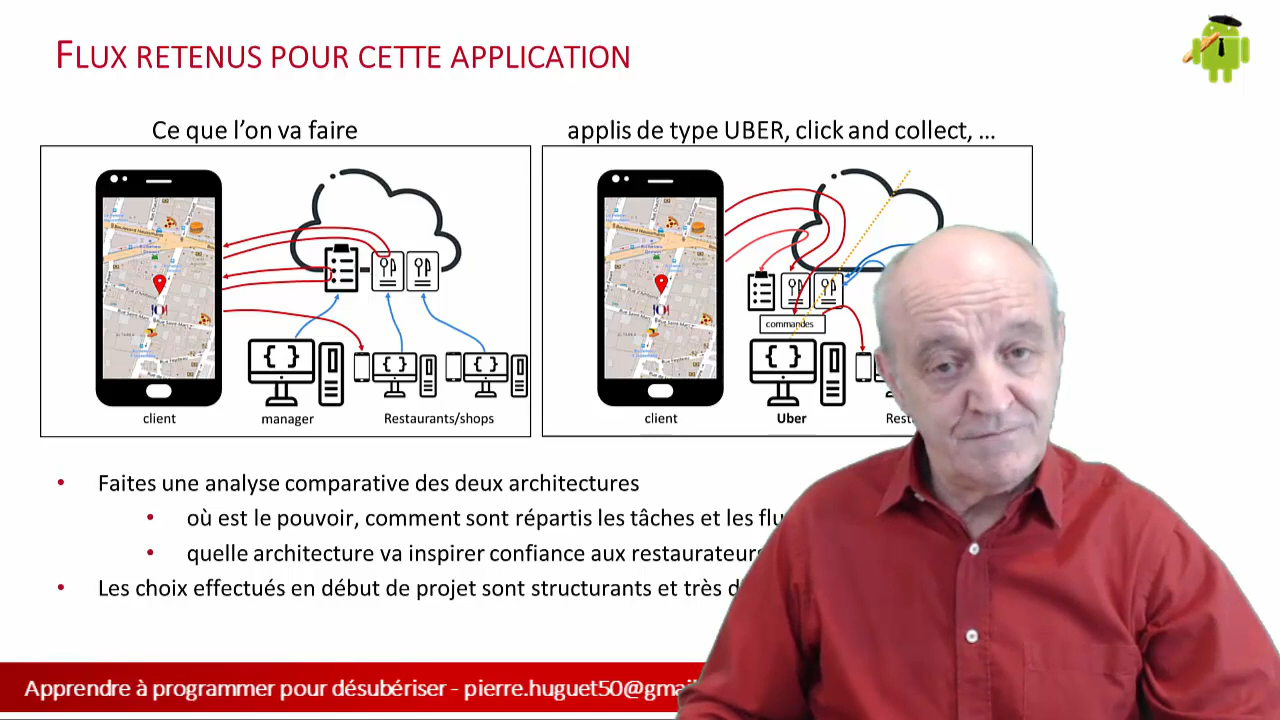 FLUX RETENUS POUR CETTE APPLICATION
Ce que l’on va faire
applis de type UBER, click and collect, …
commandes
client
manager
Restaurants/shops
client
Uber
• Faites une analyse comparative des deux architectures
• où est le pouvoir, comment sont répartis les tâches et les
• quelle architecture va inspirer confiance aux restaurateurs
• Les choix effectués en début de projet sont structurants et très
Apprendre à programmer pour désubériser - pierre.huguet50@gmai